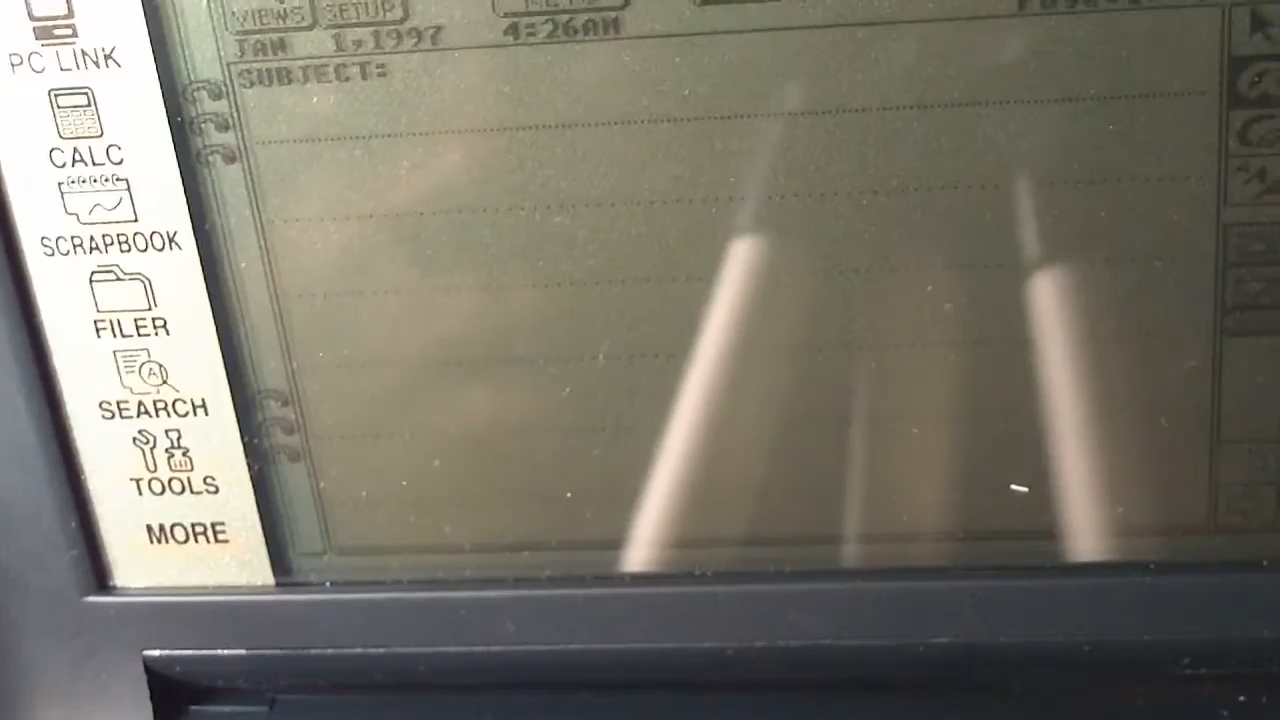 VIEWS SETUP
JAN 1,1997 4:26AM
SUBJECT:
PC LINK
CALC
SCRAPBOOK
FILER
SEARCH
TOOLS
MORE